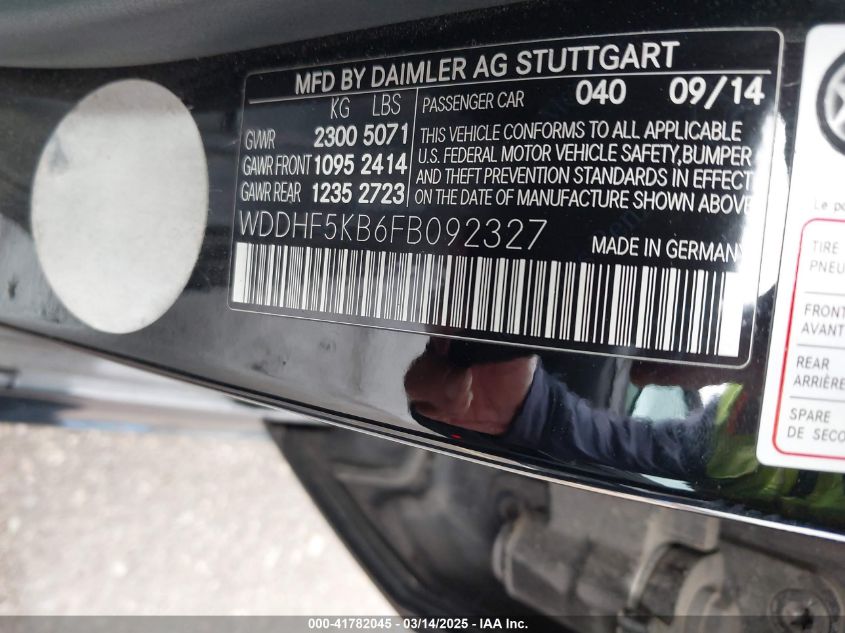 MFD BY DAIMLER AG STUTTGART
KG LBS
GVWR 2300 5071
GAWR FRONT 1095 2414
GAWR REAR 1235 2723
PASSENGER CAR 040 09/14
THIS VEHICLE CONFORMS TO ALL APPLICABLE
U.S. FEDERAL MOTOR VEHICLE SAFETY, BUMPER
AND THEFT PREVENTION STANDARDS IN EFFECT
ON THE DATE OF MANUFACTURE SHOWN ABOVE
WDDHF5KB6FB092327
MADE IN GERMANY
Le po
TIRE
PNEU
FRONT
AVANT
REAR
ARRIÈRE
SPARE
DE SECO
000-41782045 - 03/14/2025 - IAA Inc.